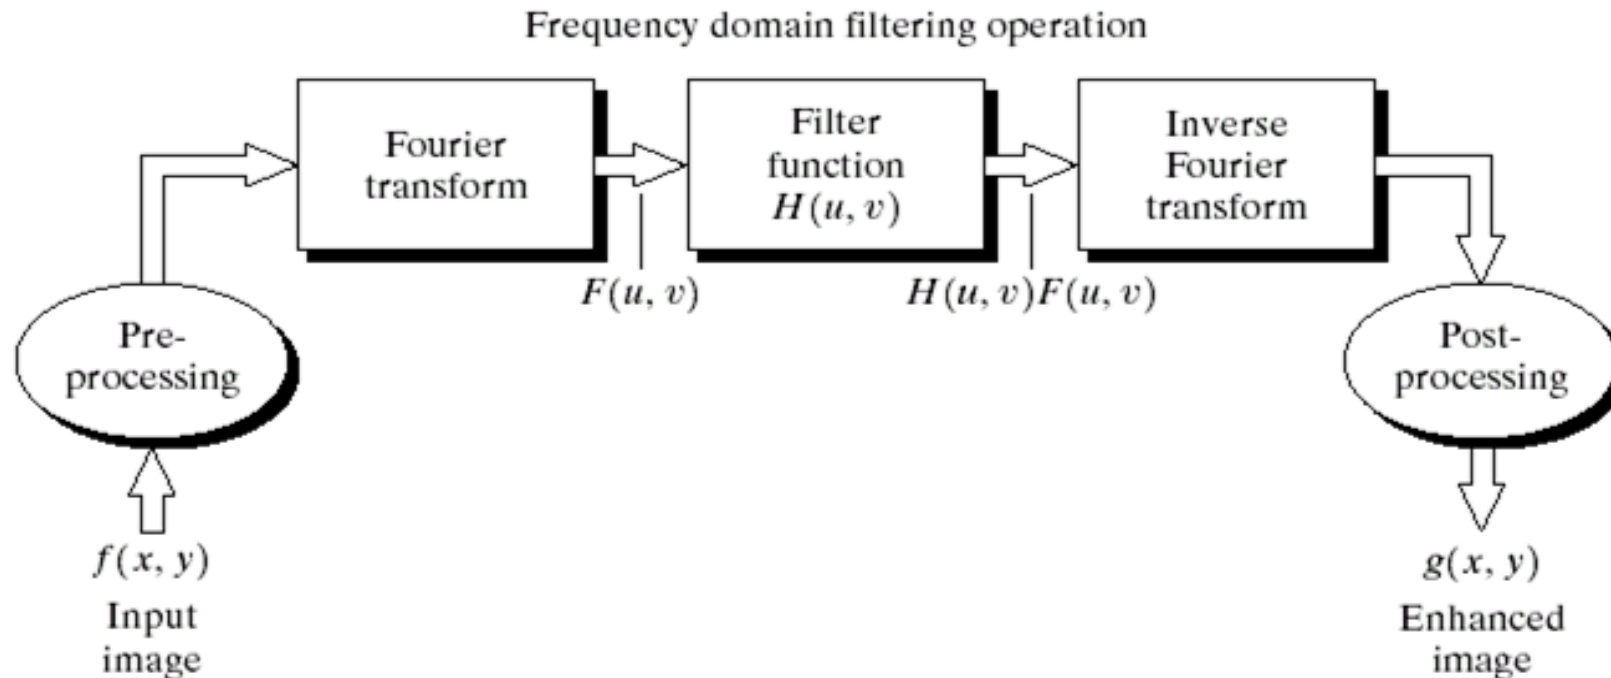 Frequency domain filtering operation
Fourier
transform
Filter
function
H(u, v)
Inverse
Fourier
transform
F(u, v)
H(u, v)F(u, v)
Pre-
processing
Post-
processing
f(x, y)
Input
image
g(x, y)
Enhanced
image